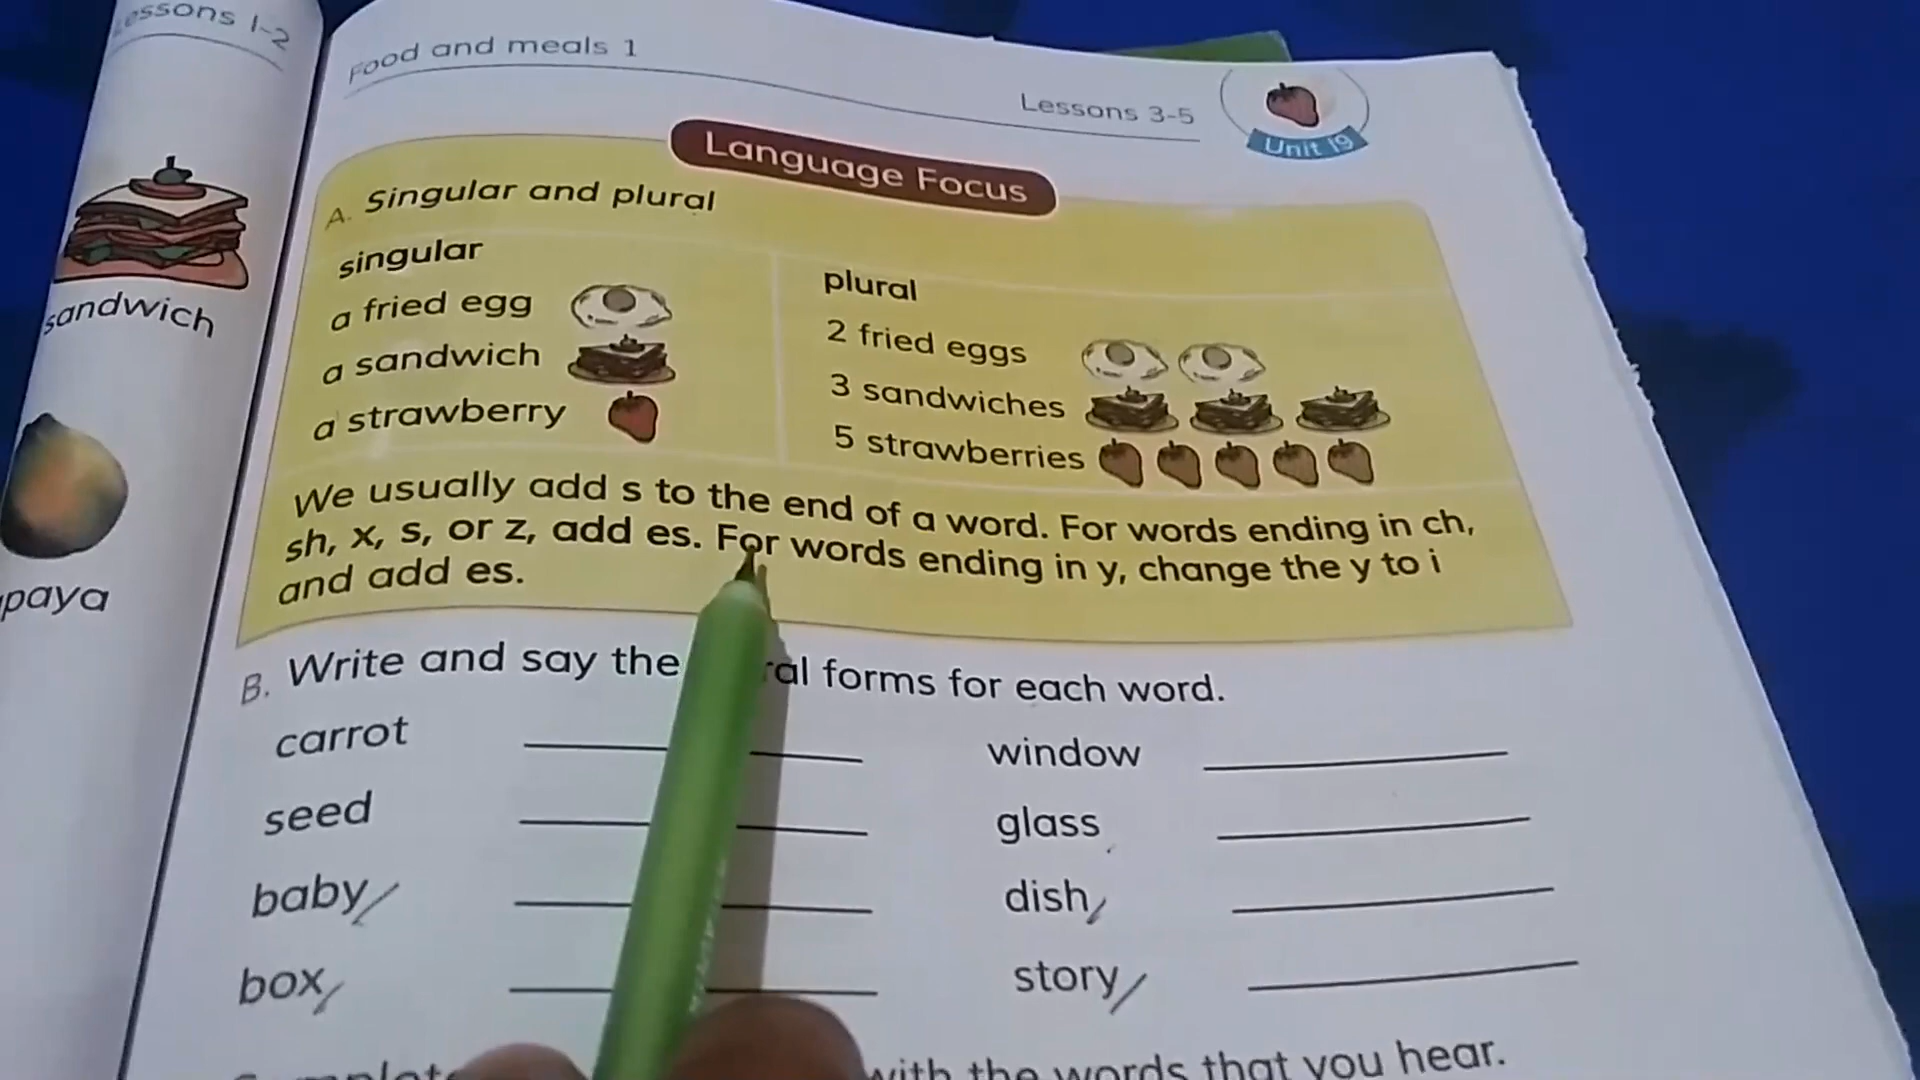 Lessons 1-2
sandwich
Food and meals 1
Lessons 3-5
Unit 19
Language Focus
A. Singular and plural
singular
plural
a fried egg
2 fried eggs
a sandwich
3 sandwiches
a strawberry
5 strawberries
We usually add s to the end of a word. For words ending in ch,
sh, x, s, or z, add es. For words ending in y, change the y to i
and add es.
B. Write and say the forms for each word.
carrot
window
seed
glass
baby
dish
box
story
with the words that you hear.